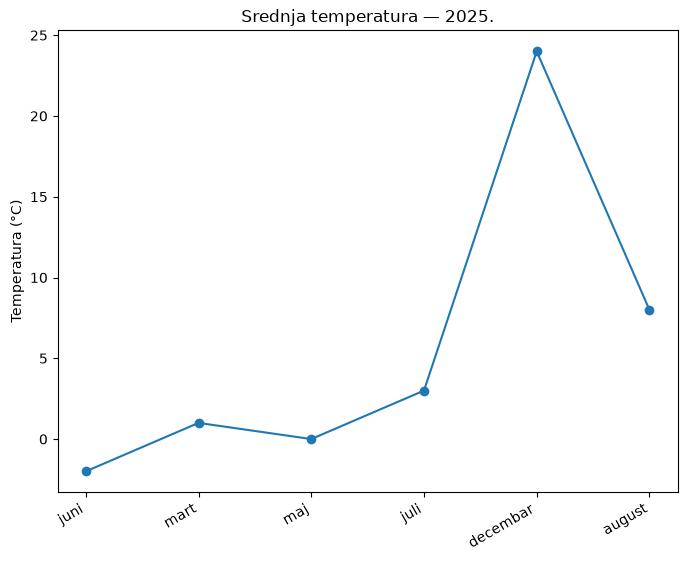 Srednja temperatura — 2025.
Temperatura (°C)
25
20
15
10
5
0
juni
mart
maj
juli
decembar
august